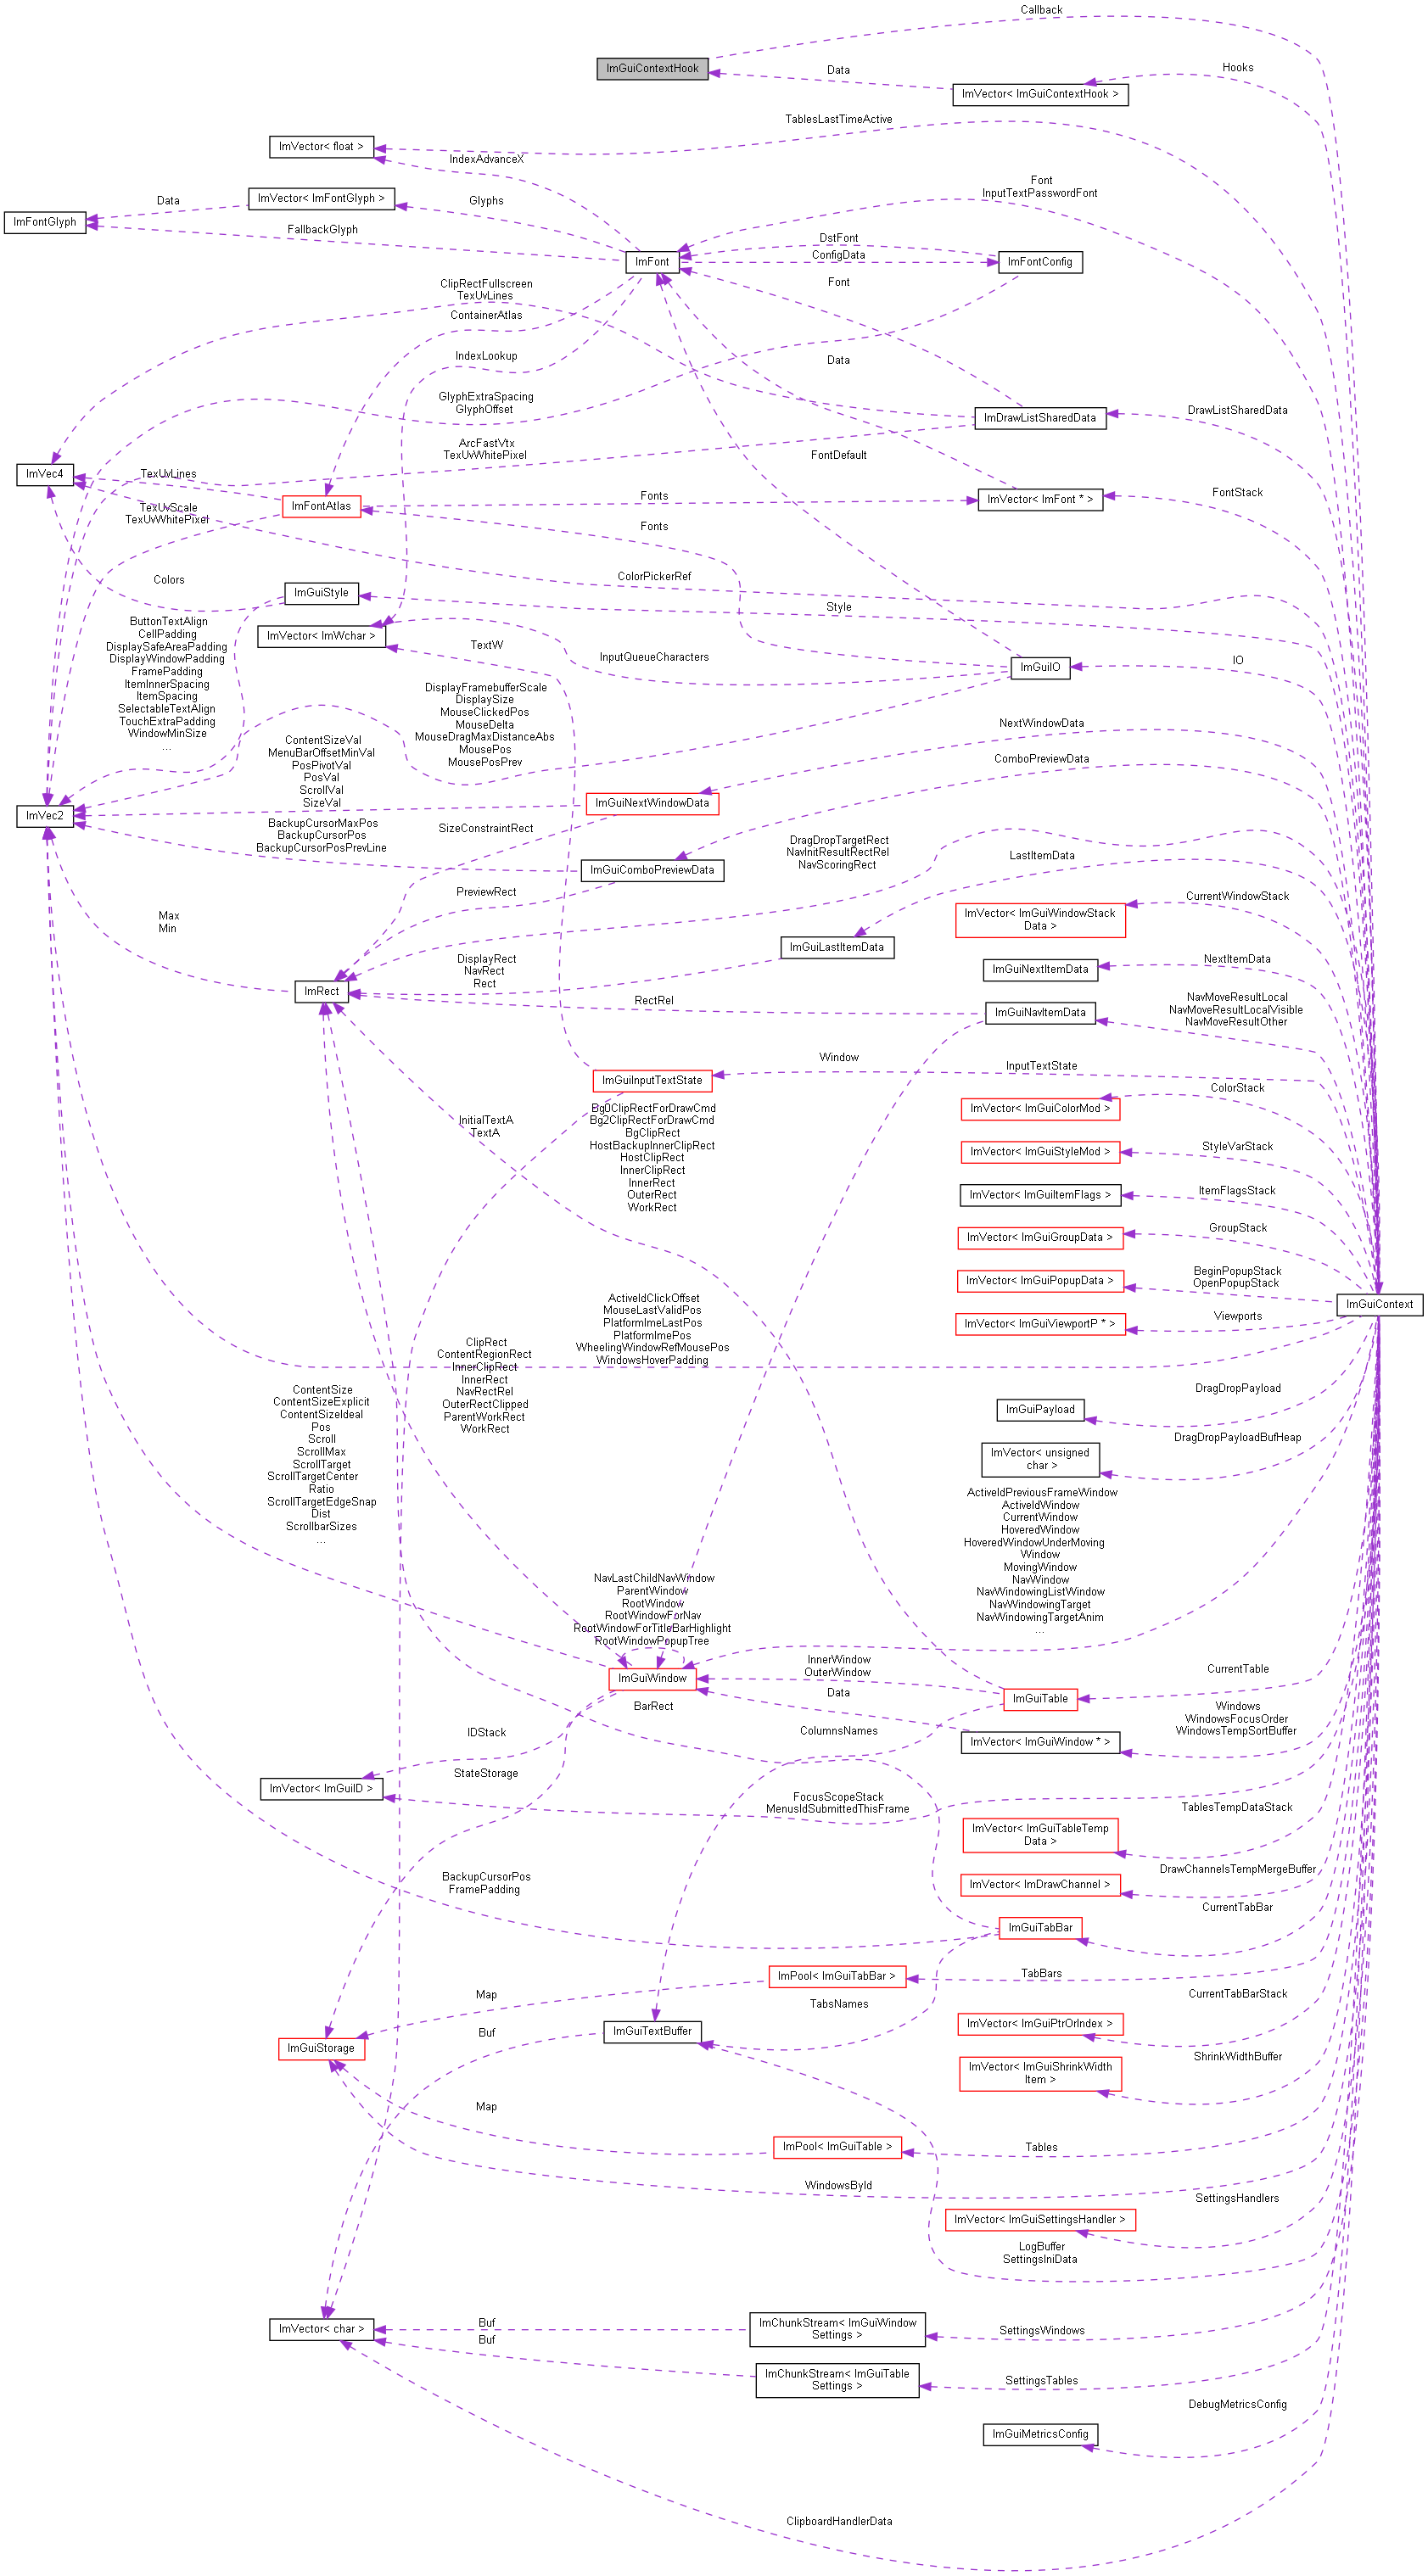 Callback
ImGuiContextHook
Data
Hooks
ImVector< ImGuiContextHook >
TablesLastTimeActive
ImVector< float >
IndexAdvanceX
Font
InputTextPasswordFont
ImVector< ImFontGlyph >
Glyphs
Data
ImFontGlyph
FallbackGlyph
DstFont
ImFont
ConfigData
ImFontConfig
Font
ClipRectFullscreen
TexUvLines
ContainerAtlas
IndexLookup
Data
GlyphExtraSpacing
GlyphOffset
DrawListSharedData
ImDrawListSharedData
ArcFastVtx
TexUvWhitePixel
FontDefault
ImVec4
TexUvLines
FontStack
Fonts
ImVector< ImFont * >
ImFontAtlas
TexUvScale
TexUvWhitePixel
Fonts
ColorPickerRef
Colors
ImGuiStyle
Style
ButtonTextAlign
CellPadding
DisplaySafeAreaPadding
DisplayWindowPadding
FramePadding
ItemInnerSpacing
ItemSpacing
SelectableTextAlign
TouchExtraPadding
WindowMinSize
...
ImVector< ImWchar >
TextW
InputQueueCharacters
ImGuiIO
IO
DisplayFramebufferScale
DisplaySize
MouseClickedPos
MouseDelta
MouseDragMaxDistanceAbs
MousePos
MousePosPrev
NextWindowData
ContentSizeVal
MenuBarOffsetMinVal
PosPivotVal
PosVal
ScrollVal
SizeVal
ComboPreviewData
ImGuiNextWindowData
ImVec2
BackupCursorMaxPos
BackupCursorPos
BackupCursorPosPrevLine
SizeConstraintRect
DragDropTargetRect
NavInitResultRectRel
NavScoringRect
LastItemData
ImGuiComboPreviewData
PreviewRect
CurrentWindowStack
ImVector< ImGuiWindowStack
Data >
Max
Min
ImGuiLastItemData
DisplayRect
NavRect
Rect
NextItemData
ImGuiNextItemData
ImRect
RectRel
NavMoveResultLocal
NavMoveResultLocalVisible
NavMoveResultOther
ImGuiNavItemData
Window
InputTextState
ImGuiInputTextState
ColorStack
ImVector< ImGuiColorMod >
InitialTextA
TextA
Bg0ClipRectForDrawCmd
Bg2ClipRectForDrawCmd
BgClipRect
HostBackupInnerClipRect
HostClipRect
InnerClipRect
InnerRect
OuterRect
WorkRect
StyleVarStack
ImVector< ImGuiStyleMod >
ItemFlagsStack
ImVector< ImGuiItemFlags >
GroupStack
ImVector< ImGuiGroupData >
BeginPopupStack
OpenPopupStack
ImVector< ImGuiPopupData >
ImGuiContext
Viewports
ImVector< ImGuiViewportP * >
ActiveIdClickOffset
MouseLastValidPos
PlatformImeLastPos
PlatformImePos
WheelingWindowRefMousePos
WindowsHoverPadding
ClipRect
ContentRegionRect
InnerClipRect
InnerRect
NavRectRel
OuterRectClipped
ParentWorkRect
WorkRect
DragDropPayload
ImGuiPayload
ContentSize
ContentSizeExplicit
ContentSizeIdeal
Pos
Scroll
ScrollMax
ScrollTarget
ScrollTargetCenter
Ratio
ScrollTargetEdgeSnap
Dist
ScrollbarSizes
...
DragDropPayloadBufHeap
ImVector< unsigned
char >
ActiveIdPreviousFrameWindow
ActiveIdWindow
CurrentWindow
HoveredWindow
HoveredWindowUnderMoving
Window
MovingWindow
NavWindow
NavWindowingListWindow
NavWindowingTarget
NavWindowingTargetAnim
...
NavLastChildNavWindow
ParentWindow
RootWindow
RootWindowForNav
RootWindowForTitleBarHighlight
RootWindowPopupTree
InnerWindow
OuterWindow
CurrentTable
ImGuiWindow
ImGuiTable
Data
BarRect
Windows
WindowsFocusOrder
WindowsTempSortBuffer
IDStack
ColumnsNames
ImVector< ImGuiWindow * >
StateStorage
ImVector< ImGuiID >
FocusScopeStack
MenusIdSubmittedThisFrame
TablesTempDataStack
ImVector< ImGuiTableTemp
Data >
DrawChannelsTempMergeBuffer
ImVector< ImDrawChannel >
BackupCursorPos
FramePadding
CurrentTabBar
ImGuiTabBar
TabBars
ImPool< ImGuiTabBar >
Map
TabsNames
CurrentTabBarStack
ImVector< ImGuiPtrOrIndex >
Buf
ImGuiTextBuffer
ImGuiStorage
ShrinkWidthBuffer
ImVector< ImGuiShrinkWidth
Item >
Map
ImPool< ImGuiTable >
Tables
WindowsById
SettingsHandlers
ImVector< ImGuiSettingsHandler >
LogBuffer
SettingsIniData
ImVector< char >
Buf
ImChunkStream< ImGuiWindow
Settings >
SettingsWindows
Buf
ImChunkStream< ImGuiTable
Settings >
SettingsTables
DebugMetricsConfig
ImGuiMetricsConfig
ClipboardHandlerData